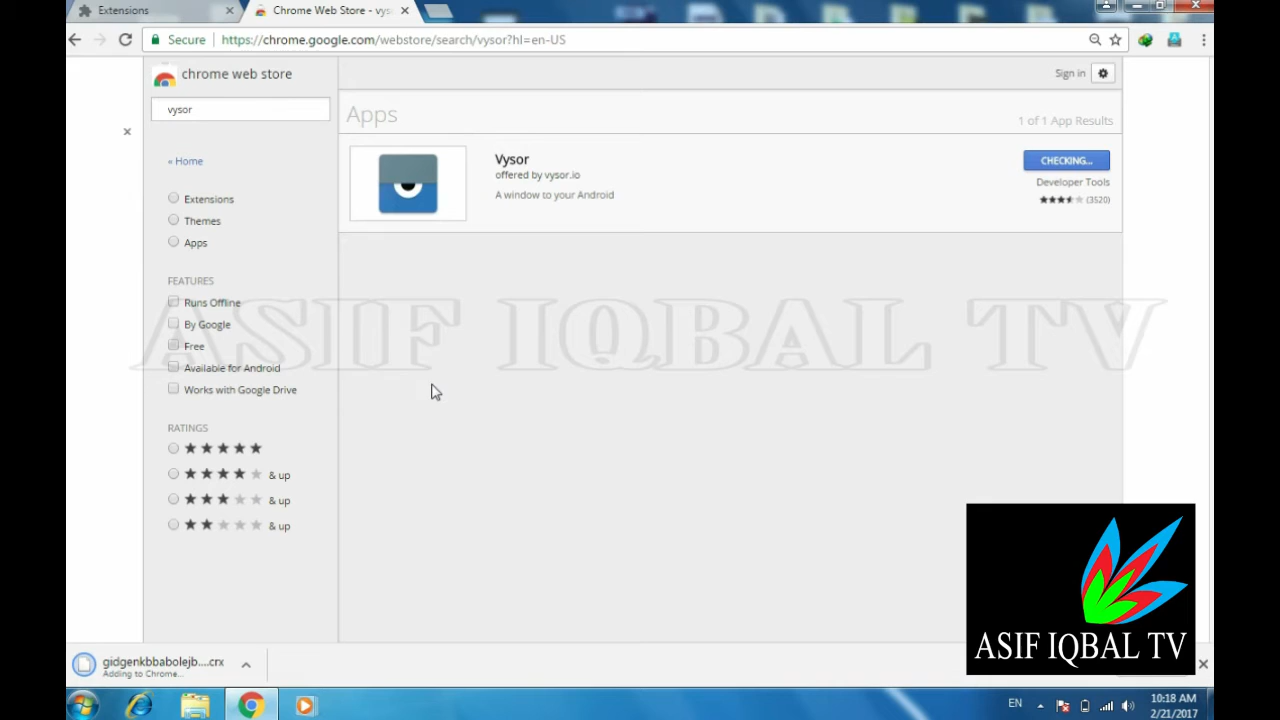 Extensions
Chrome Web Store - vys
Secure
https://chrome.google.com/webstore/search/vysor?hl=en-US
chrome web store
Sign in
vysor
Apps
1 of 1 App Results
« Home
Vysor
offered by vysor.io
A window to your Android
CHECKING...
Developer Tools
(3520)
Extensions
Themes
Apps
FEATURES
Runs Offline
By Google
Free
Available for Android
Works with Google Drive
ASIF IQBAL TV
RATINGS
& up
& up
& up
ASIF IQBAL TV
gidgenkbbabolejb....crx
Adding to Chrome...
EN
10:18 AM
2/21/2017